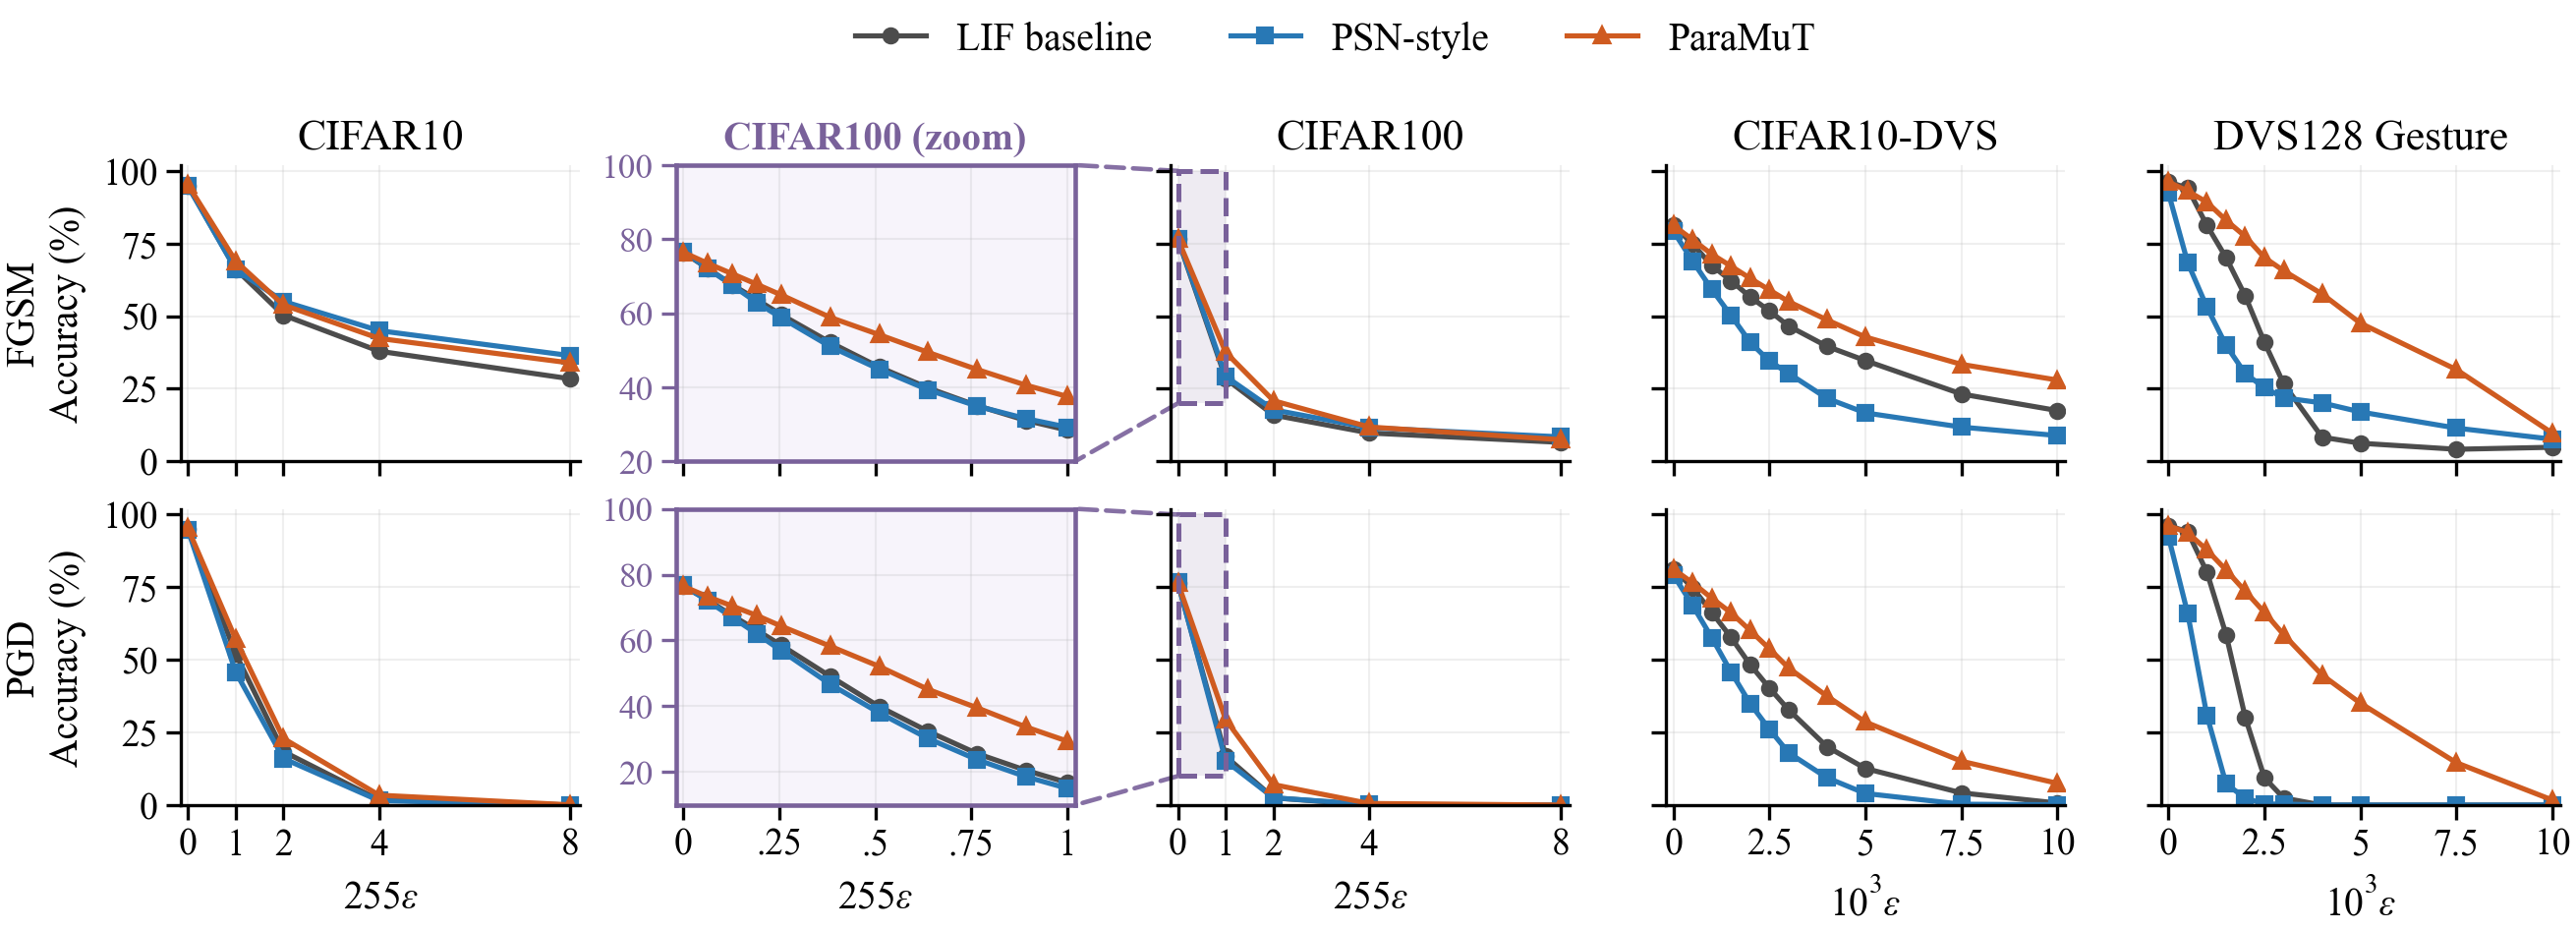 LIF baseline PSN-style ParaMuT
CIFAR10 CIFAR100 (zoom) CIFAR100 CIFAR10-DVS DVS128 Gesture
FGSM
Accuracy (%)
100
75
50
25
0
100
80
60
40
20
PGD
Accuracy (%)
100
75
50
25
0
100
80
60
40
20
0 1 2 4 8
0 .25 .5 .75 1
0 1 2 4 8
0 2.5 5 7.5 10
0 2.5 5 7.5 10
255ε 255ε 255ε 10³ε 10³ε